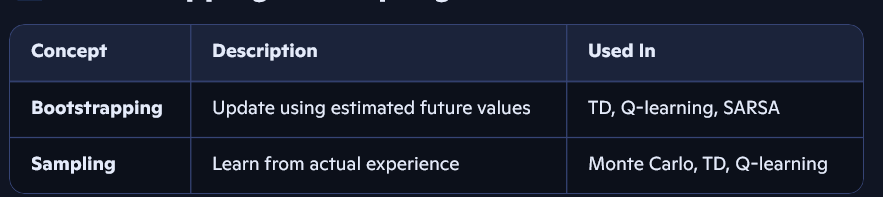 Concept Description Used In
Bootstrapping Update using estimated future values TD, Q-learning, SARSA
Sampling Learn from actual experience Monte Carlo, TD, Q-learning